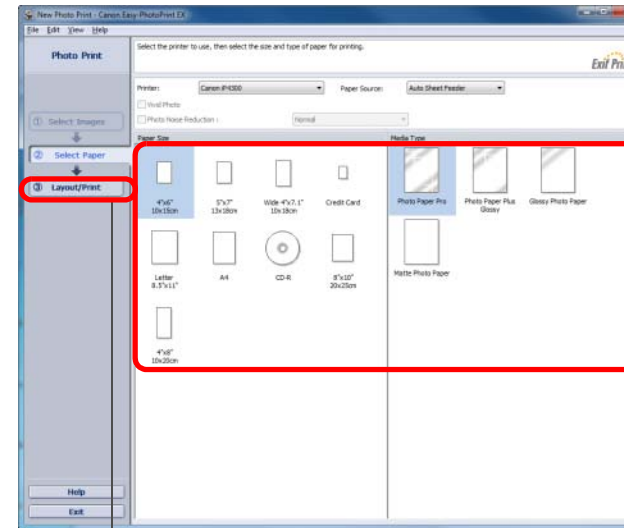 New Photo Print - Canon Easy-PhotoPrint EX
File Edit View Help
Photo Print
Select the printer to use, then select the size and type of paper for printing.
Exif Pri
Printer: Canon iP4300 Paper Source: Auto Sheet Feeder
Vivid Photo
Photo Noise Reduction : Normal
① Select Images
② Select Paper
③ Layout/Print
Paper Size
Media Type
4"x6"
10x15cm
5"x7"
13x18cm
Wide 4"x7.1"
10x18cm
Credit Card
Letter
8.5"x11"
A4
CD-R
8"x10"
20x25cm
4"x8"
10x20cm
Photo Paper Pro
Photo Paper Plus
Glossy
Glossy Photo Paper
Matte Photo Paper
Help
Exit